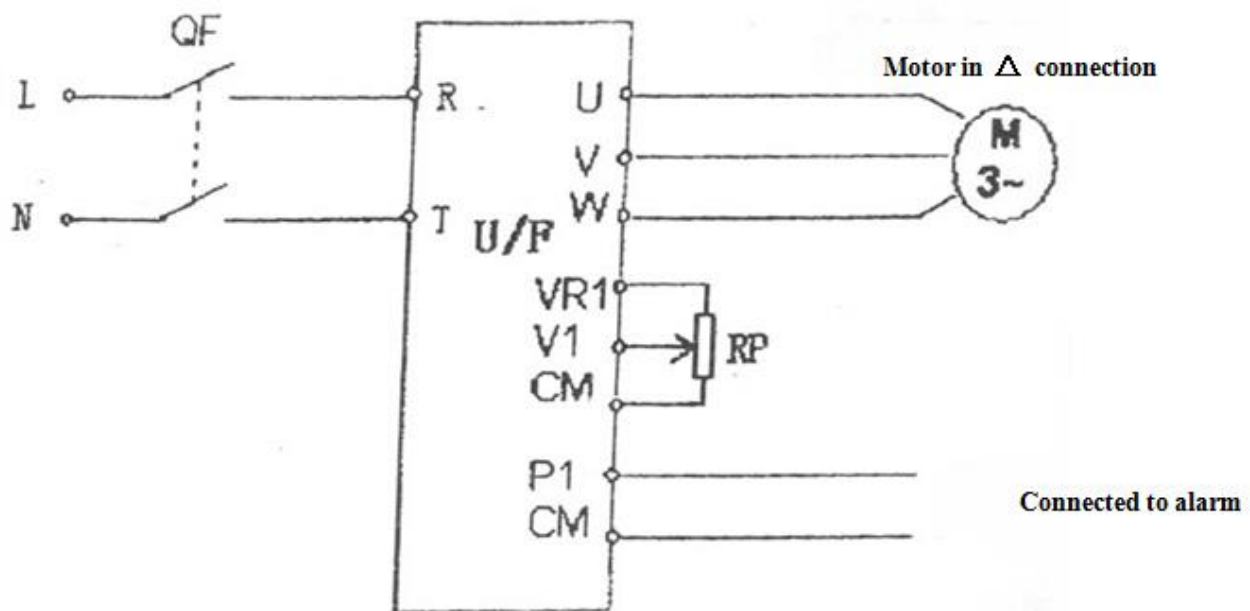 QF
Motor in Δ connection
L
R
U
M
3~
V
N
T
W
U/F
VR1
V1
RP
CM
P1
CM
Connected to alarm